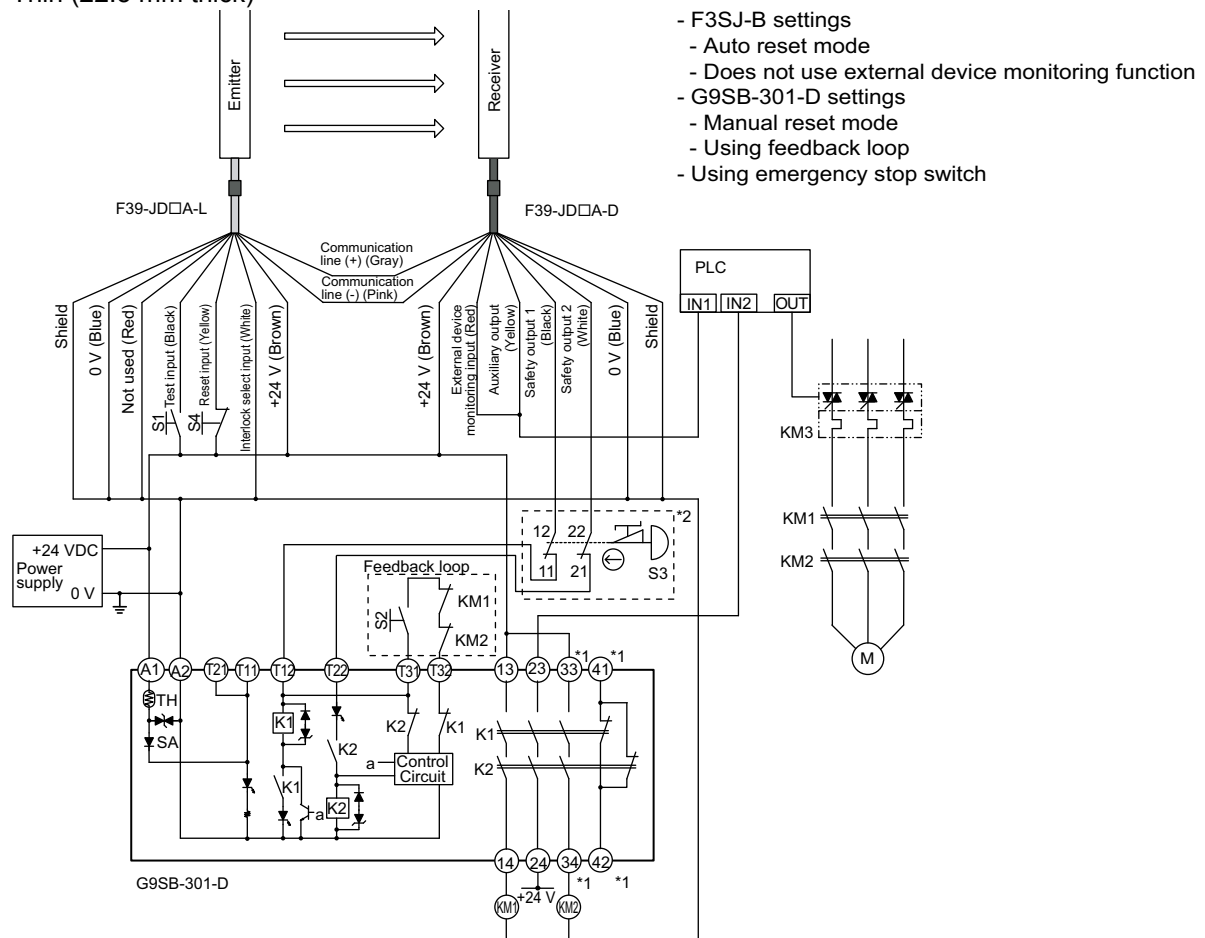 Thin (22.5 mm thick)
- F3SJ-B settings
- Auto reset mode
- Does not use external device monitoring function
- G9SB-301-D settings
- Manual reset mode
- Using feedback loop
- Using emergency stop switch
Emitter
Receiver
F39-JD□A-L
F39-JD□A-D
Communication
line (+) (Gray)
Communication
line (-) (Pink)
Shield
0 V (Blue)
Not used (Red)
Test input (Black)
Reset input (Yellow)
Interlock select input (White)
+24 V (Brown)
+24 V (Brown)
External device
monitoring input (Red)
Auxiliary output
(Yellow)
Safety output 1
(Black)
Safety output 2
(White)
0 V (Blue)
Shield
S1
S4
PLC
IN1
IN2
OUT
KM3
KM1
KM2
M
+24 VDC
Power
supply
0 V
*2
12
22
11
21
S3
Feedback loop
S2
KM1
KM2
A1
A2
T21
T11
T12
T22
T31
T32
13
23
33
*1
41
*1
TH
SA
K1
K1
a
K2
K2
K2
K1
a
Control
Circuit
K1
K2
14
24
34
*1
42
*1
G9SB-301-D
KM1
+24 V
KM2